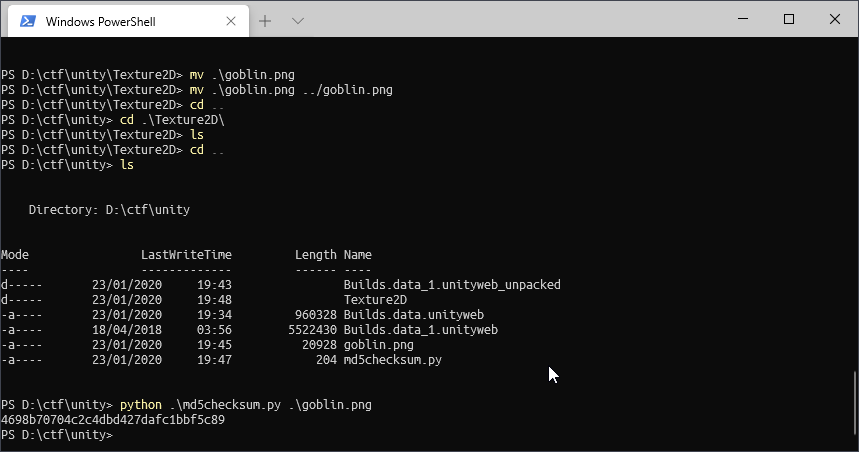 Windows PowerShell
PS D:\ctf\unity\Texture2D> mv .\goblin.png
PS D:\ctf\unity\Texture2D> mv .\goblin.png ../goblin.png
PS D:\ctf\unity\Texture2D> cd ..
PS D:\ctf\unity> cd .\Texture2D\
PS D:\ctf\unity\Texture2D> ls
PS D:\ctf\unity\Texture2D> cd ..
PS D:\ctf\unity> ls
Directory: D:\ctf\unity
Mode LastWriteTime Length Name
---- ------------- ------ ----
d----- 23/01/2020 19:43 Builds.data_1.unityweb_unpacked
d----- 23/01/2020 19:48 Texture2D
-a---- 23/01/2020 19:34 960328 Builds.data.unityweb
-a---- 18/04/2018 03:56 5522430 Builds.data_1.unityweb
-a---- 23/01/2020 19:45 20928 goblin.png
-a---- 23/01/2020 19:47 204 md5checksum.py
PS D:\ctf\unity> python .\md5checksum.py .\goblin.png
4698b70704c2c4dbd427dafc1bbf5c89
PS D:\ctf\unity>